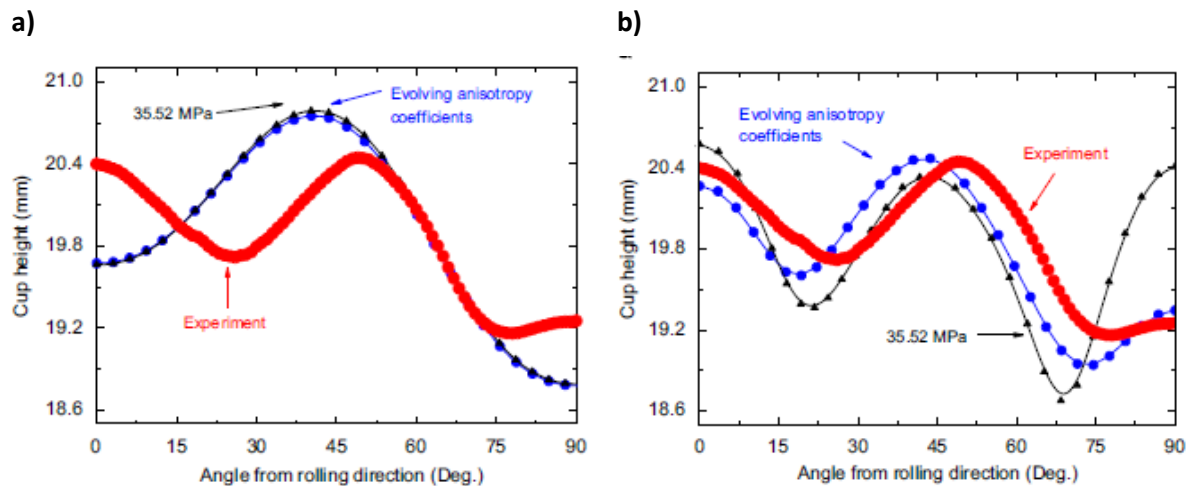 a)
b)
21.0
20.4
19.8
19.2
18.6
Cup height (mm)
35.52 MPa
Evolving anisotropy
coefficients
Experiment
0
15
30
45
60
75
90
Angle from rolling direction (Deg.)
21.0
20.4
19.8
19.2
18.6
Cup height (mm)
Evolving anisotropy
coefficients
Experiment
35.52 MPa
0
15
30
45
60
75
90
Angle from rolling direction (Deg.)